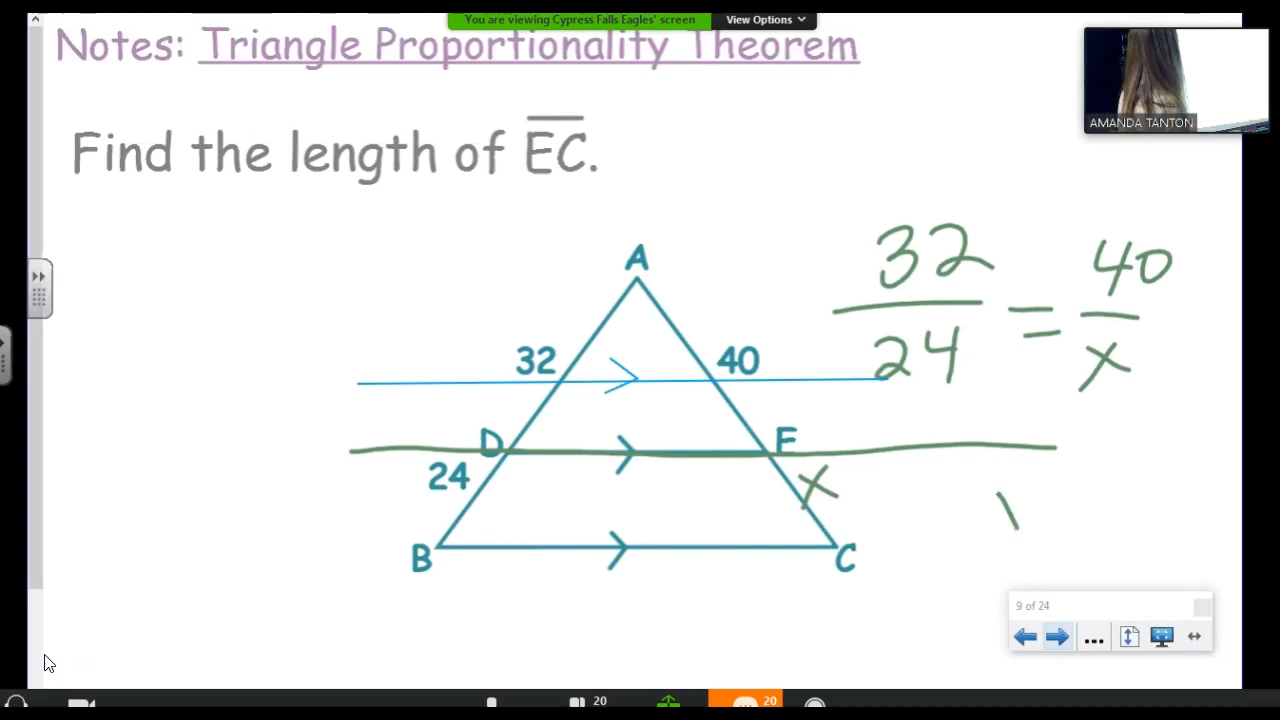 You are viewing Cypress Falls Eagles' screen
View Options
Notes: Triangle Proportionality Theorem
AMANDA TANTON
Find the length of EC.
A
32
40
D
E
24
x
B
C
32/24 = 40/x
9 of 24
20
20